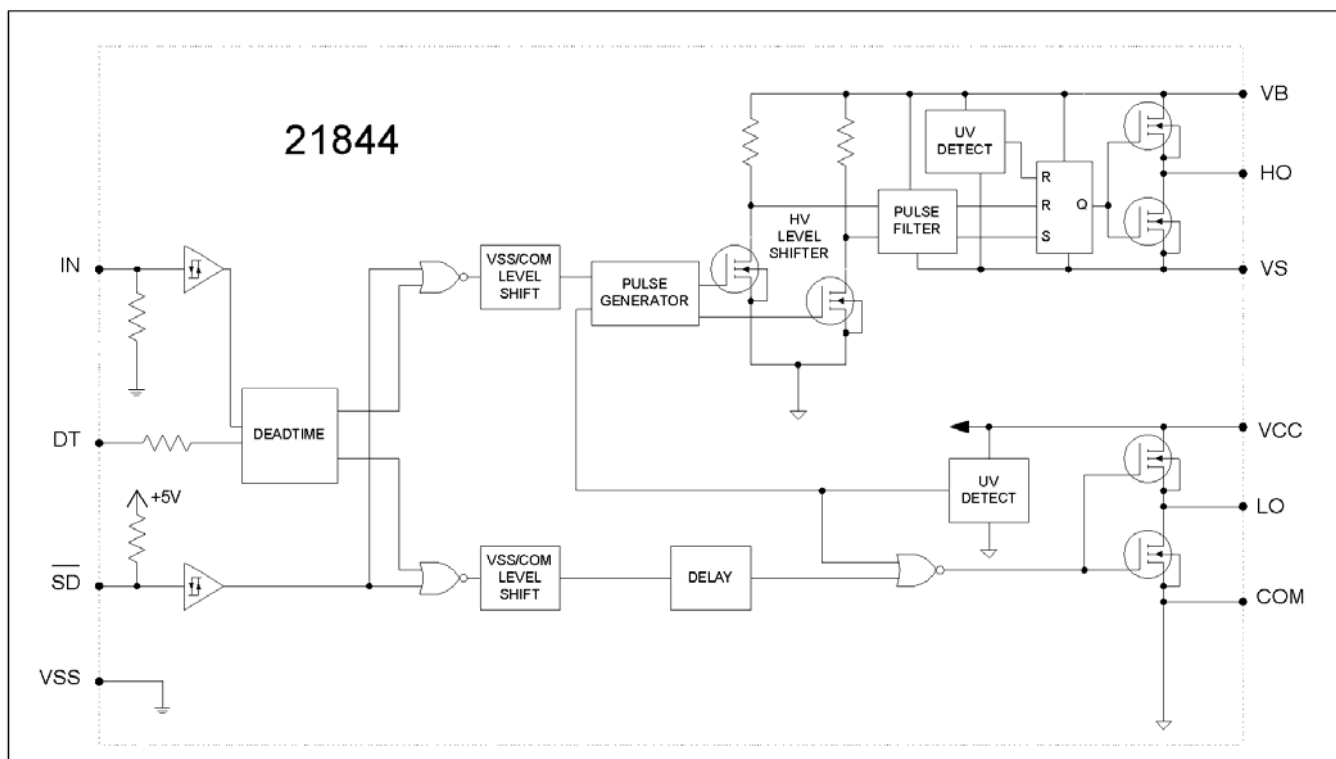 21844
VB
UV
DETECT
HO
R
R
Q
S
PULSE
FILTER
HV
LEVEL
SHIFTER
VS
IN
VSS/COM
LEVEL
SHIFT
PULSE
GENERATOR
DEADTIME
DT
VCC
UV
DETECT
+5V
LO
SD
VSS/COM
LEVEL
SHIFT
DELAY
COM
VSS